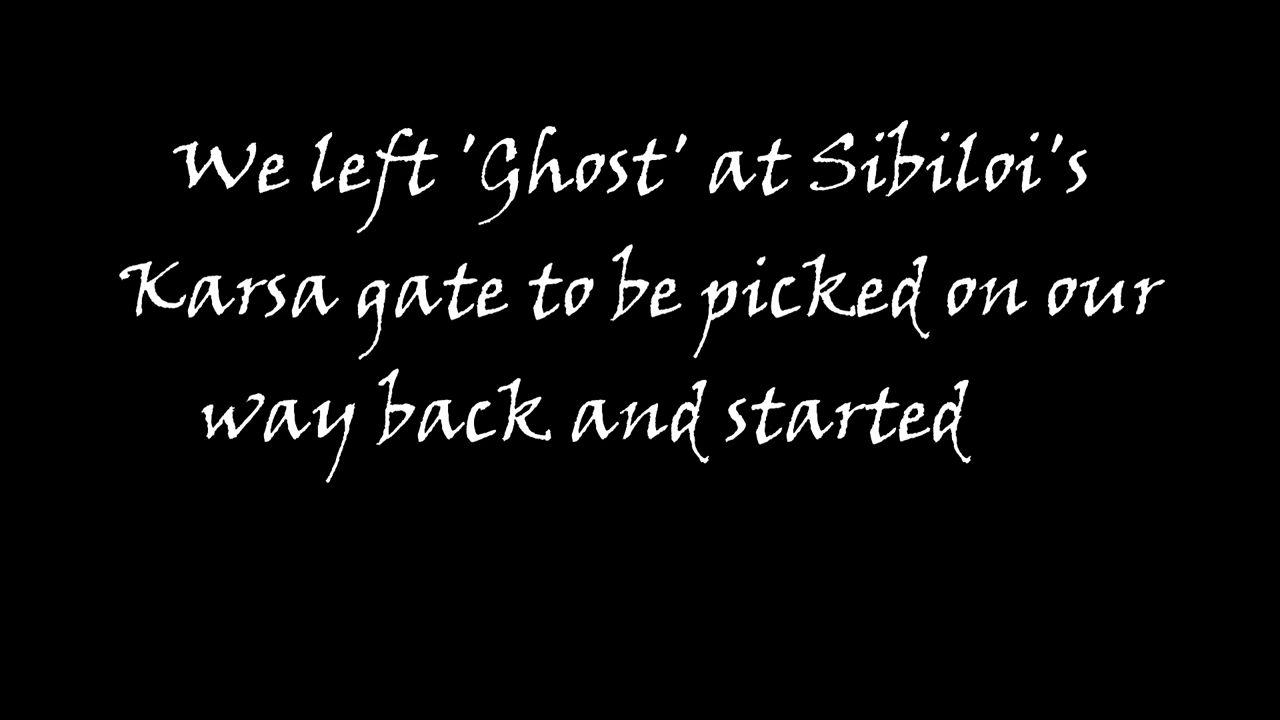 We left 'Ghost' at Sibiloi's
Karsa gate to be picked on our
way back and started